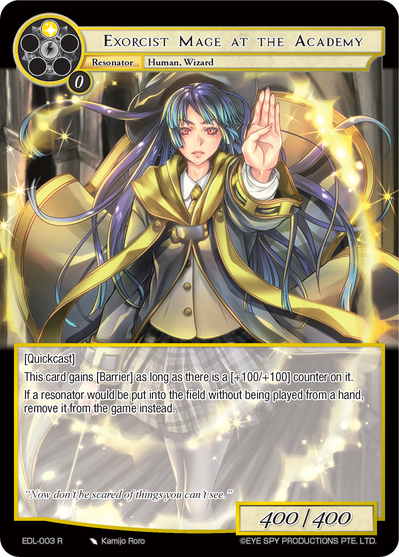 Exorcist Mage at the Academy
Resonator Human, Wizard
0
[Quickcast]
This card gains [Barrier] as long as there is a [+100/+100] counter on it.
If a resonator would be put into the field without being played from a hand,
remove it from the game instead.
"Now don't be scared of things you can't see."
400/400
EDL-003 R Kamijo Roro ©EYE SPY PRODUCTIONS PTE. LTD.